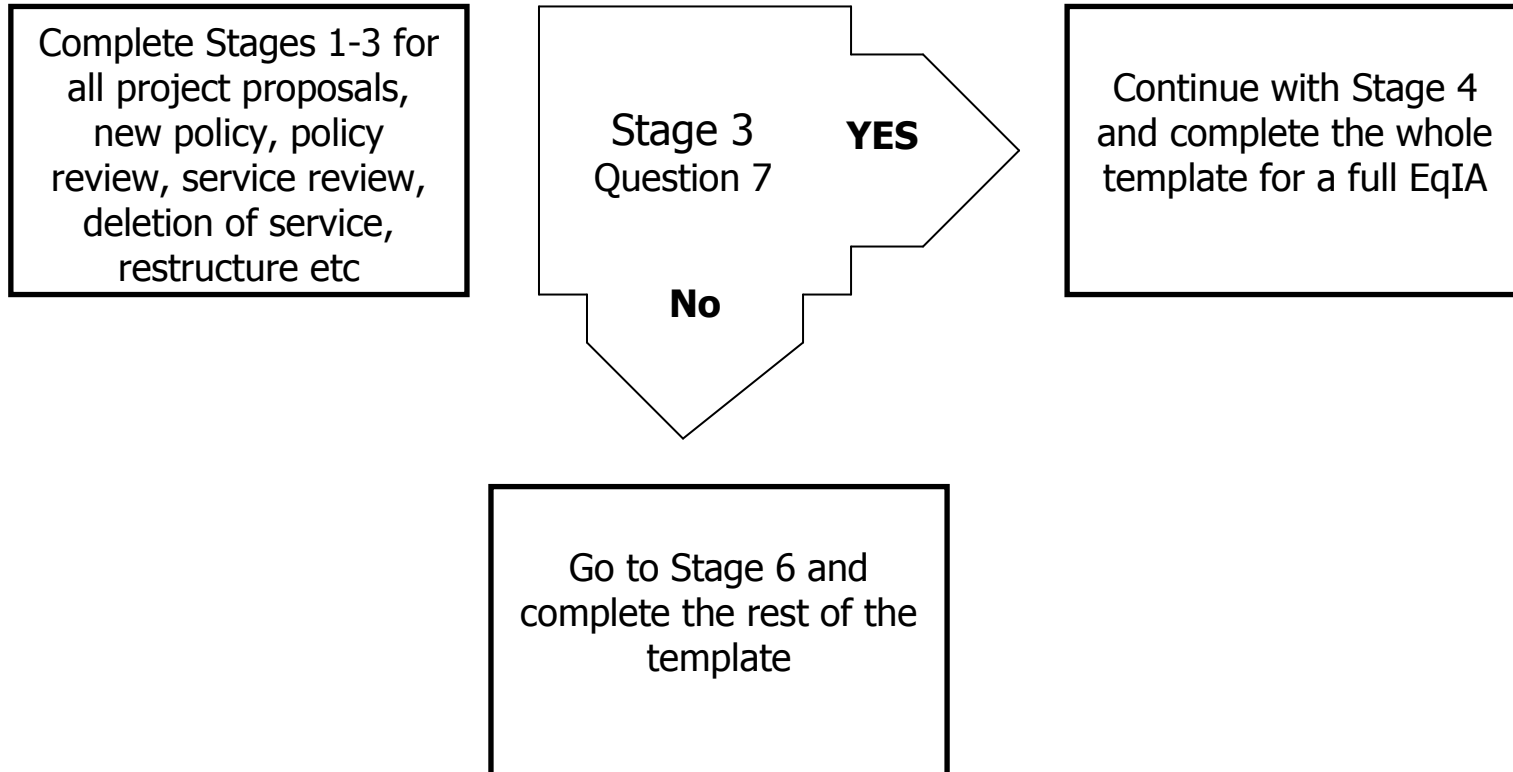 Complete Stages 1-3 for
all project proposals,
new policy, policy
review, service review,
deletion of service,
restructure etc
Stage 3
Question 7
YES
No
Continue with Stage 4
and complete the whole
template for a full EqIA
Go to Stage 6 and
complete the rest of the
template